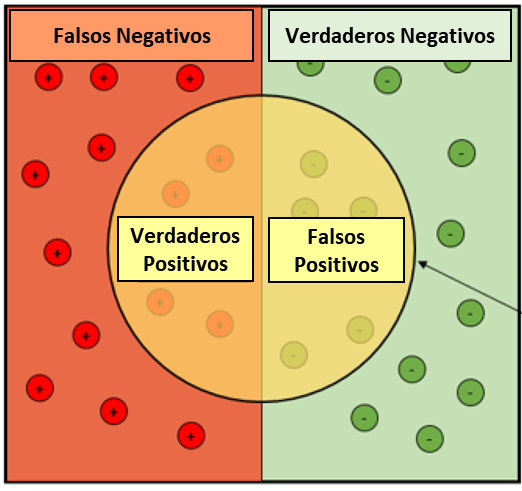 Falsos Negativos
Verdaderos Negativos
Verdaderos
Positivos
Falsos
Positivos